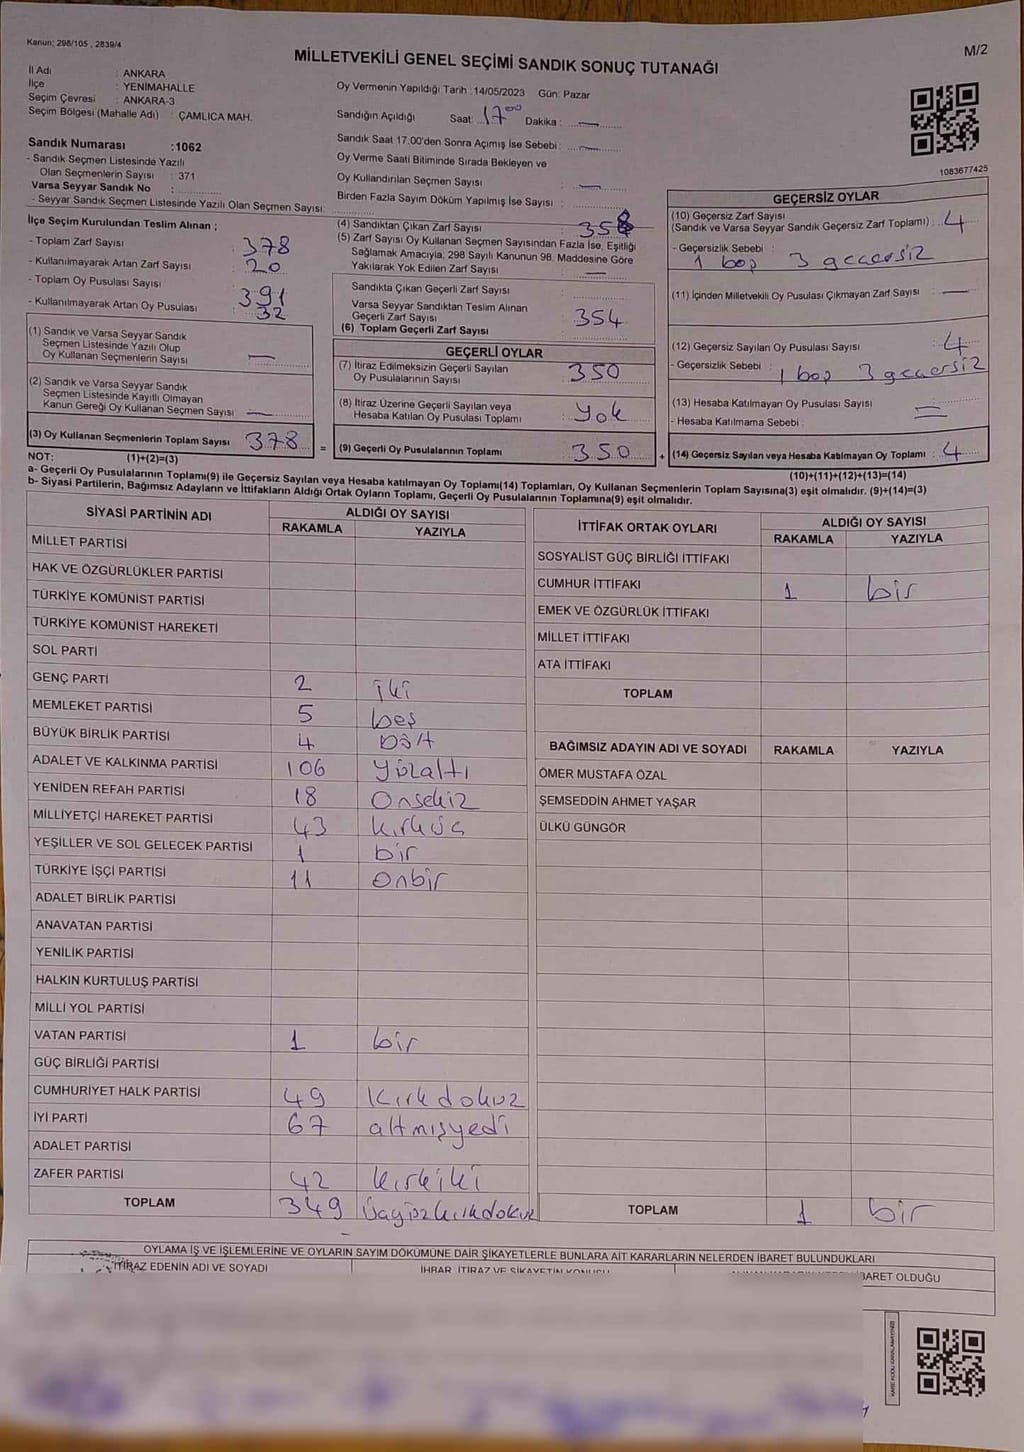 Kanun; 298/105 , 2839/4
M/2
MİLLETVEKİLİ GENEL SEÇİMİ SANDIK SONUÇ TUTANAĞI
İl Adı : ANKARA
İlçe : YENİMAHALLE
Seçim Çevresi : ANKARA-3
Seçim Bölgesi (Mahalle Adı) : ÇAMLICA MAH.
Sandık Numarası :1062
- Sandık Seçmen Listesinde Yazılı
Olan Seçmenlerin Sayısı : 371
Varsa Seyyar Sandık No :
- Seyyar Sandık Seçmen Listesinde Yazılı Olan Seçmen Sayısı:
Oy Vermenin Yapıldığı Tarih :14/05/2023 Gün: Pazar
Sandığın Açıldığı Saat: 17 00 Dakika : —
Sandık Saat 17.00'den Sonra Açımış İse Sebebi : —
Oy Verme Saati Bitiminde Sırada Bekleyen ve
Oy Kullandırılan Seçmen Sayısı : —
Birden Fazla Sayım Döküm Yapılmış İse Sayısı :
1083677425
İlçe Seçim Kurulundan Teslim Alınan ;
- Toplam Zarf Sayısı : 378
- Kullanılmayarak Artan Zarf Sayısı : 20
- Toplam Oy Pusulası Sayısı : 391
- Kullanılmayarak Artan Oy Pusulası : 32
(1) Sandık ve Varsa Seyyar Sandık
Seçmen Listesinde Yazılı Olup
Oy Kullanan Seçmenlerin Sayısı : —
(2) Sandık ve Varsa Seyyar Sandık
Seçmen Listesinde Kayıtlı Olmayan
Kanun Gereği Oy Kullanan Seçmen Sayısı : —
(3) Oy Kullanan Seçmenlerin Toplam Sayısı : 378
(4) Sandıktan Çıkan Zarf Sayısı : 358
(5) Zarf Sayısı Oy Kullanan Seçmen Sayısından Fazla İse, Eşitliği
Sağlamak Amacıyla, 298 Sayılı Kanunun 98. Maddesine Göre
Yakılarak Yok Edilen Zarf Sayısı : —
Sandıkta Çıkan Geçerli Zarf Sayısı :
Varsa Seyyar Sandıktan Teslim Alınan
Geçerli Zarf Sayısı : 354
(6) Toplam Geçerli Zarf Sayısı
GEÇERLİ OYLAR
(7) İtiraz Edilmeksizin Geçerli Sayılan
Oy Pusulalarının Sayısı : 350
(8) İtiraz Üzerine Geçerli Sayılan veya
Hesaba Katılan Oy Pusulası Toplamı : Yok
= (9) Geçerli Oy Pusulalarının Toplamı : 350
GEÇERSİZ OYLAR
(10) Geçersiz Zarf Sayısı
(Sandık ve Varsa Seyyar Sandık Geçersiz Zarf Toplamı) : 4
- Geçersizlik Sebebi :
1 boş 3 geçersiz
(11) İçinden Milletvekili Oy Pusulası Çıkmayan Zarf Sayısı : —
(12) Geçersiz Sayılan Oy Pusulası Sayısı : 4
- Geçersizlik Sebebi : 1 boş 3 geçersiz
(13) Hesaba Katılmayan Oy Pusulası Sayısı : —
- Hesaba Katılmama Sebebi : —
+ (14) Geçersiz Sayılan veya Hesaba Katılmayan Oy Toplamı : 4
NOT: (1)+(2)=(3)
(10)+(11)+(12)+(13)=(14)
a- Geçerli Oy Pusulalarının Toplamı(9) ile Geçersiz Sayılan veya Hesaba katılmayan Oy Toplamı(14) Toplamları, Oy Kullanan Seçmenlerin Toplam Sayısına(3) eşit olmalıdır. (9)+(14)=(3)
b- Siyasi Partilerin, Bağımsız Adayların ve İttifakların Aldığı Ortak Oyların Toplamı, Geçerli Oy Pusulalarının Toplamına(9) eşit olmalıdır.
SİYASİ PARTİNİN ADI ALDIĞI OY SAYISI
RAKAMLA YAZIYLA
MİLLET PARTİSİ
HAK VE ÖZGÜRLÜKLER PARTİSİ
TÜRKİYE KOMÜNİST PARTİSİ
TÜRKİYE KOMÜNİST HAREKETİ
SOL PARTİ
GENÇ PARTİ 2 iki
MEMLEKET PARTİSİ 5 beş
BÜYÜK BİRLİK PARTİSİ 4 Dört
ADALET VE KALKINMA PARTİSİ 106 Yüzaltı
YENİDEN REFAH PARTİSİ 18 Onsekiz
MİLLİYETÇİ HAREKET PARTİSİ 43 kırküç
YEŞİLLER VE SOL GELECEK PARTİSİ 1 bir
TÜRKİYE İŞÇİ PARTİSİ 11 Onbir
ADALET BİRLİK PARTİSİ
ANAVATAN PARTİSİ
YENİLİK PARTİSİ
HALKIN KURTULUŞ PARTİSİ
MİLLİ YOL PARTİSİ
VATAN PARTİSİ 1 bir
GÜÇ BİRLİĞİ PARTİSİ
CUMHURİYET HALK PARTİSİ 49 Kırkdokuz
İYİ PARTİ 67 altmışyedi
ADALET PARTİSİ
ZAFER PARTİSİ 42 kırkiki
TOPLAM 349 Üçyüzkırkdokuz
İTTİFAK ORTAK OYLARI ALDIĞI OY SAYISI
RAKAMLA YAZIYLA
SOSYALİST GÜÇ BİRLİĞİ İTTİFAKI
CUMHUR İTTİFAKI 1 bir
EMEK VE ÖZGÜRLÜK İTTİFAKI
MİLLET İTTİFAKI
ATA İTTİFAKI
TOPLAM
BAĞIMSIZ ADAYIN ADI VE SOYADI RAKAMLA YAZIYLA
ÖMER MUSTAFA ÖZAL
ŞEMSEDDİN AHMET YAŞAR
ÜLKÜ GÜNGÖR
TOPLAM 1 bir
OYLAMA İŞ VE İŞLEMLERİNE VE OYLARIN SAYIM DÖKÜMÜNE DAİR ŞİKAYETLERLE BUNLARA AİT KARARLARIN NELERDEN İBARET BULUNDUKLARI
İTİRAZ EDENİN ADI VE SOYADI İHBAR, İTİRAZ VE ŞİKAYETİN KONUSU İBARET OLDUĞU
KARE KODU KARALAMAYINIZ!